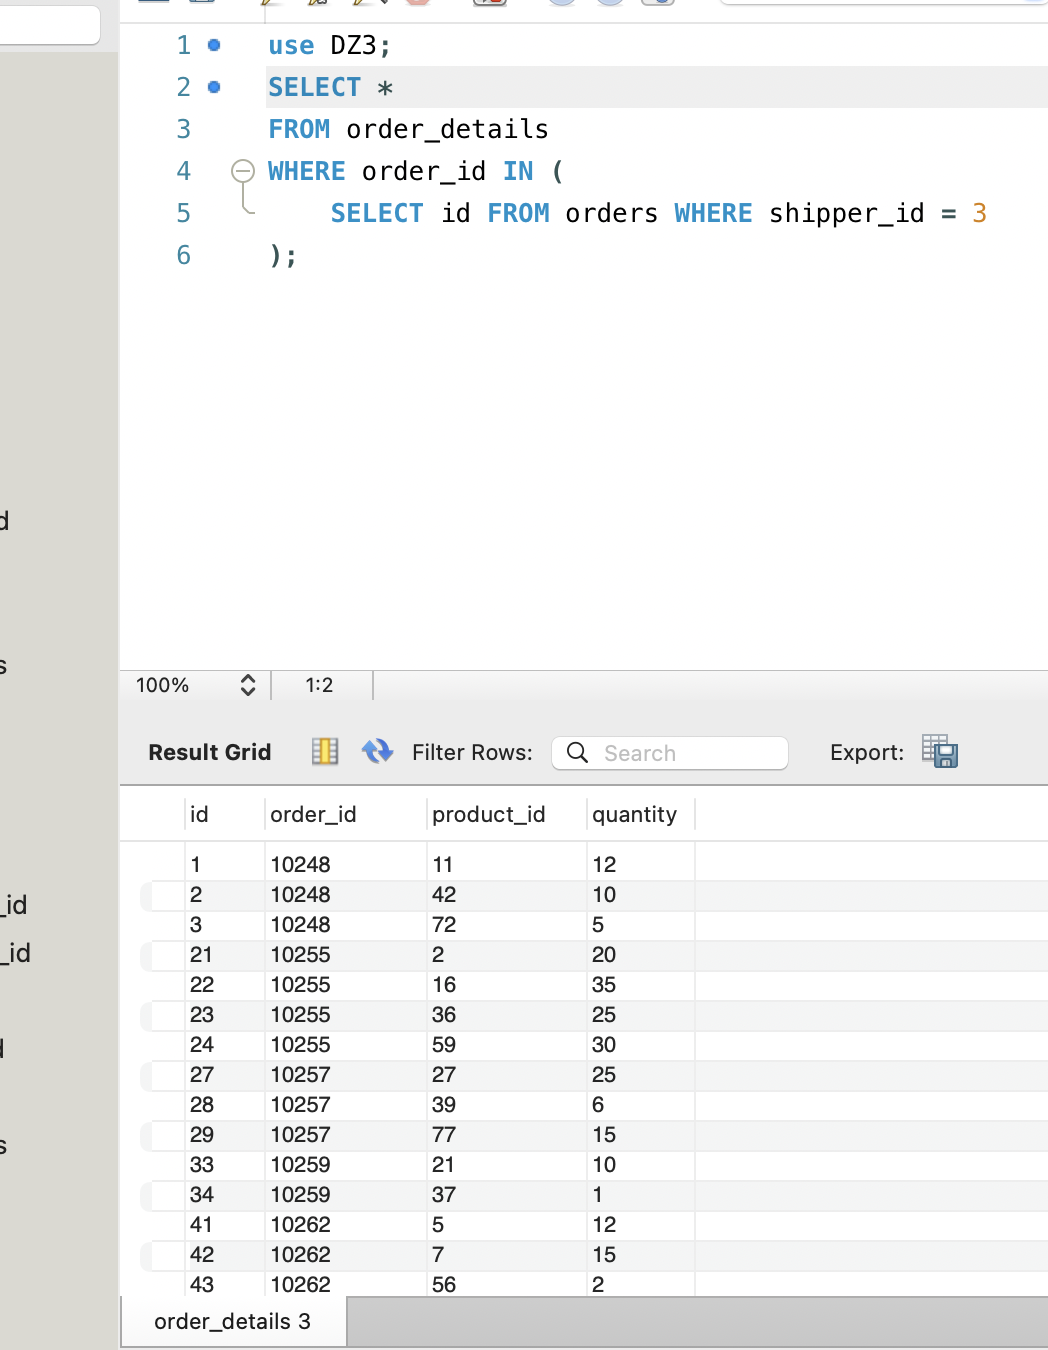 1 use DZ3;
2 SELECT *
3 FROM order_details
4 WHERE order_id IN (
5 SELECT id FROM orders WHERE shipper_id = 3
6 );
d
s
_id
_id
s
100% 1:2
Result Grid Filter Rows: Search Export:
id order_id product_id quantity
1 10248 11 12
2 10248 42 10
3 10248 72 5
21 10255 2 20
22 10255 16 35
23 10255 36 25
24 10255 59 30
27 10257 27 25
28 10257 39 6
29 10257 77 15
33 10259 21 10
34 10259 37 1
41 10262 5 12
42 10262 7 15
43 10262 56 2
order_details 3